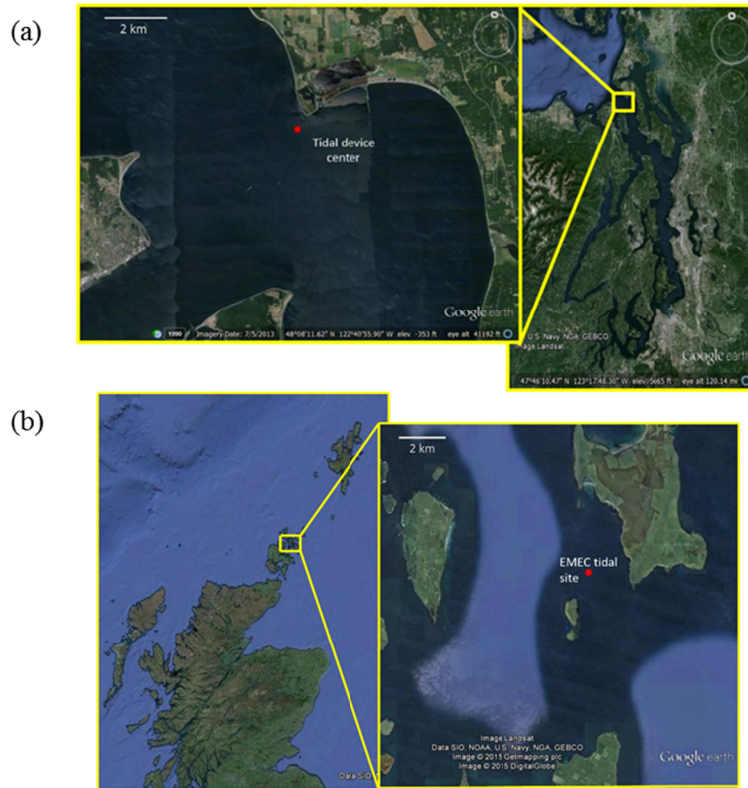 (a)
2 km
Tidal device
center
Google earth
1990 Imagery Date: 7/5/2013 48°08'11.62" N 122°40'55.90" W elev -353 ft eye alt 41192 ft
U.S. Navy, NGA, GEBCO
Image Landsat
Google earth
47°46'10.47" N 123°17'48.30" W elev 5665 ft eye alt 120.14 mi
(b)
Data SIO
2 km
EMEC tidal
site
Image Landsat
Data SIO, NOAA, U.S. Navy, NGA, GEBCO
Image © 2015 Getmapping plc
Image © 2015 DigitalGlobe
Google earth